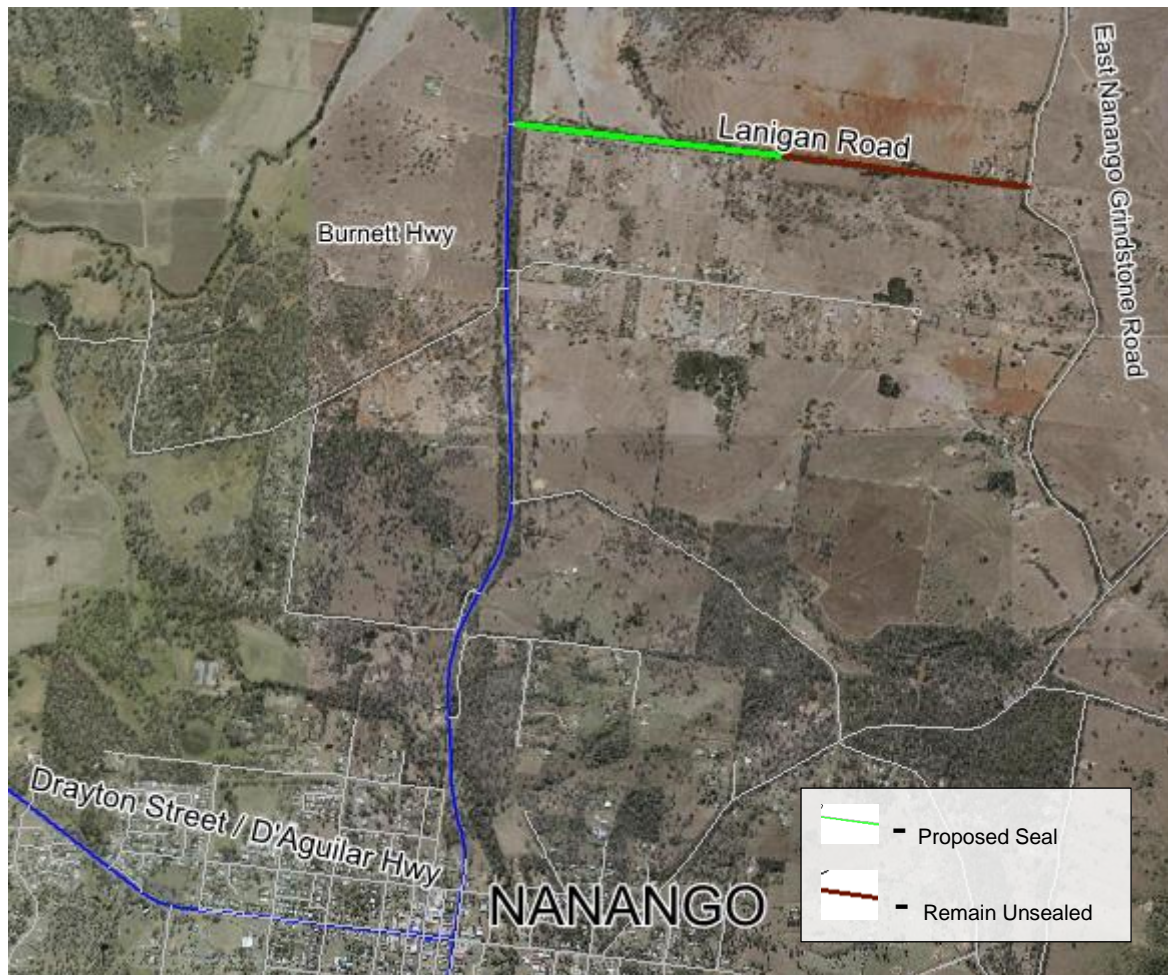 Lanigan Road
East Nanango Grindstone Road
Burnett Hwy
Drayton Street / D'Aguilar Hwy
NANANGO
- Proposed Seal
- Remain Unsealed